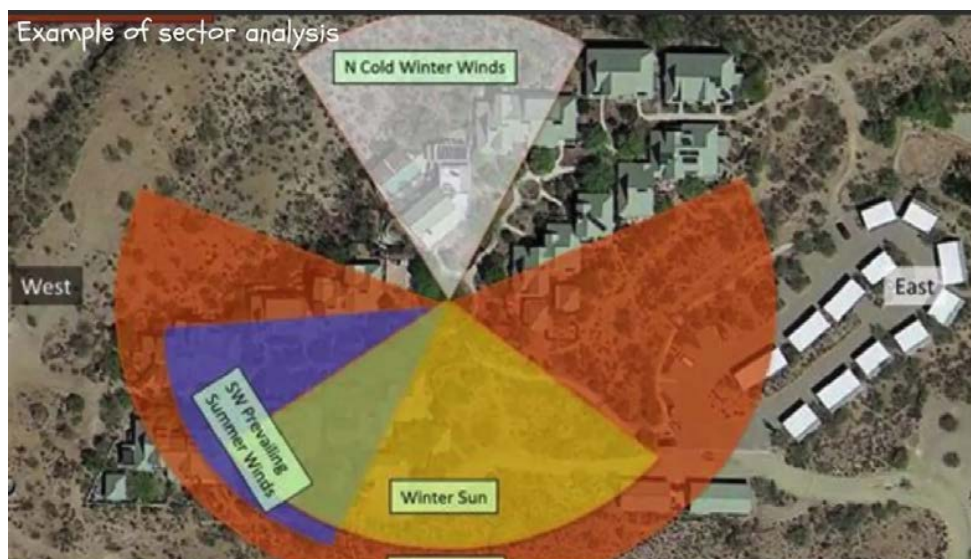 Example of sector analysis
N Cold Winter Winds
West
East
SW Prevailing
Summer Winds
Winter Sun